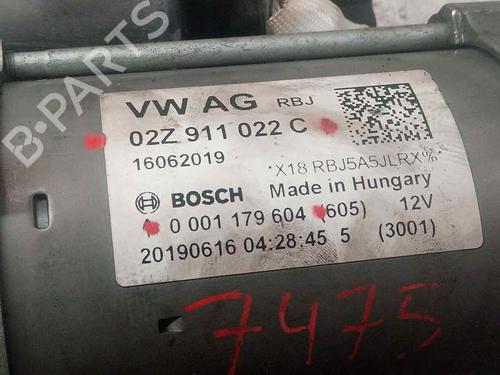 B-PARTS
VW AG RBJ
02Z 911 022 C
16062019
*X18 RBJ5A5JLRX%
BOSCH Made in Hungary
0 001 179 604 (605) 12V
20190616 04:28:45 5 (3001)
7475